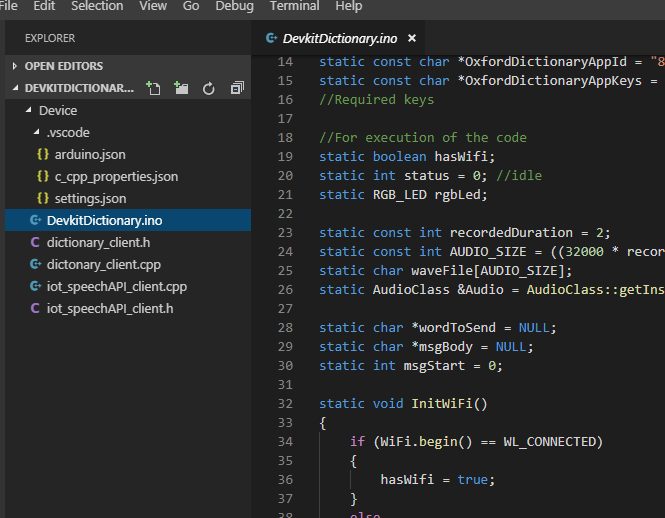 File Edit Selection View Go Debug Terminal Help
EXPLORER
OPEN EDITORS
DEVKITDICTIONAR...
Device
.vscode
{} arduino.json
{} c_cpp_properties.json
{} settings.json
DevkitDictionary.ino
C dictionary_client.h
dictonary_client.cpp
iot_speechAPI_client.cpp
C iot_speechAPI_client.h
DevkitDictionary.ino ×
14 static const char *OxfordDictionaryAppId = "8
15 static const char *OxfordDictionaryAppKeys =
16 //Required keys
17
18 //For execution of the code
19 static boolean hasWifi;
20 static int status = 0; //idle
21 static RGB_LED rgbLed;
22
23 static const int recordedDuration = 2;
24 static const int AUDIO_SIZE = ((32000 * recor
25 static char waveFile[AUDIO_SIZE];
26 static AudioClass &Audio = AudioClass::getIns
27
28 static char *wordToSend = NULL;
29 static char *msgBody = NULL;
30 static int msgStart = 0;
31
32 static void InitWiFi()
33 {
34 if (WiFi.begin() == WL_CONNECTED)
35 {
36 hasWifi = true;
37 }
38 else